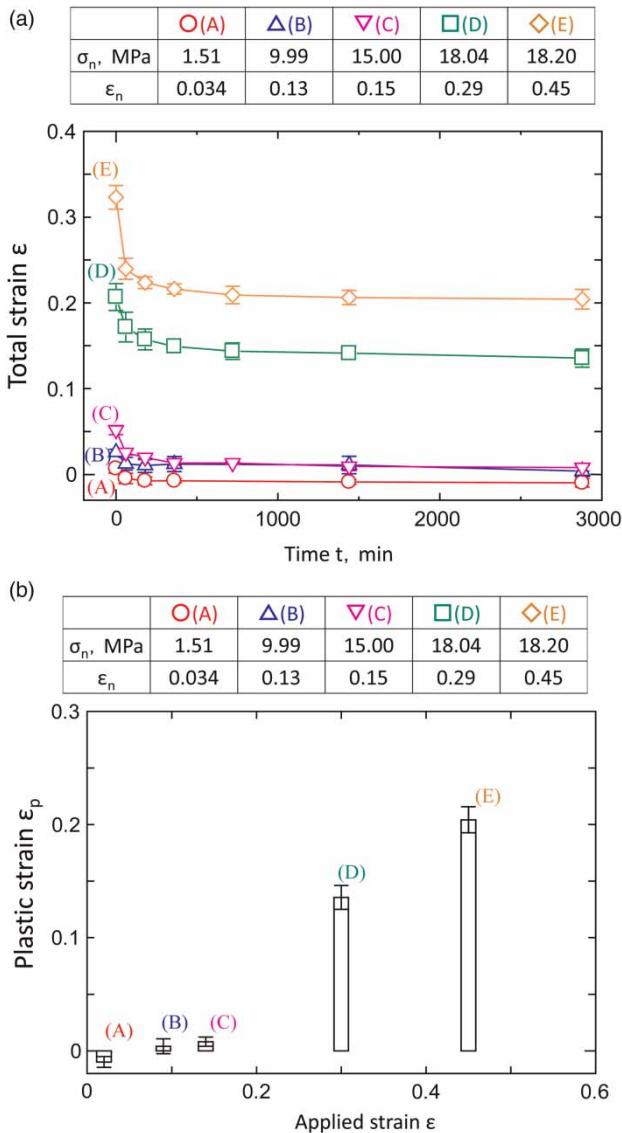 (a)
○(A) △(B) ▽(C) □(D) ◇(E)
σn, MPa 1.51 9.99 15.00 18.04 18.20
εn 0.034 0.13 0.15 0.29 0.45
0.4
(E)
0.3
(D)
0.2
0.1
(C)
(B)
0
(A)
0 1000 2000 3000
Total strain ε
Time t, min
(b)
○(A) △(B) ▽(C) □(D) ◇(E)
σn, MPa 1.51 9.99 15.00 18.04 18.20
εn 0.034 0.13 0.15 0.29 0.45
0.3
(E)
0.2
(D)
0.1
(A) (B) (C)
0
0 0.2 0.4 0.6
Plastic strain εp
Applied strain ε